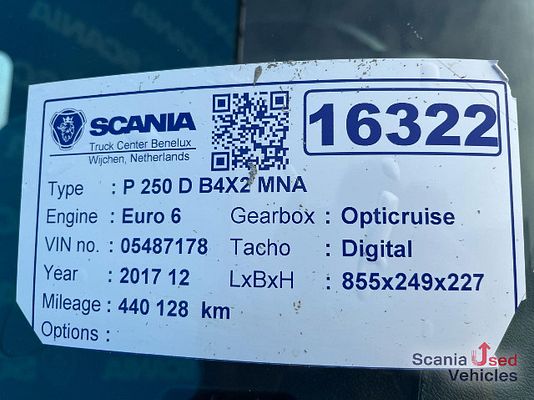 SCANIA
Truck Center Benelux
Wijchen, Netherlands
16322
Type : P 250 D B4X2 MNA
Engine : Euro 6 Gearbox : Opticruise
VIN no. : 05487178 Tacho : Digital
Year : 2017 12 LxBxH : 855x249x227
Mileage : 440 128 km
Options :
Scania Used
Vehicles